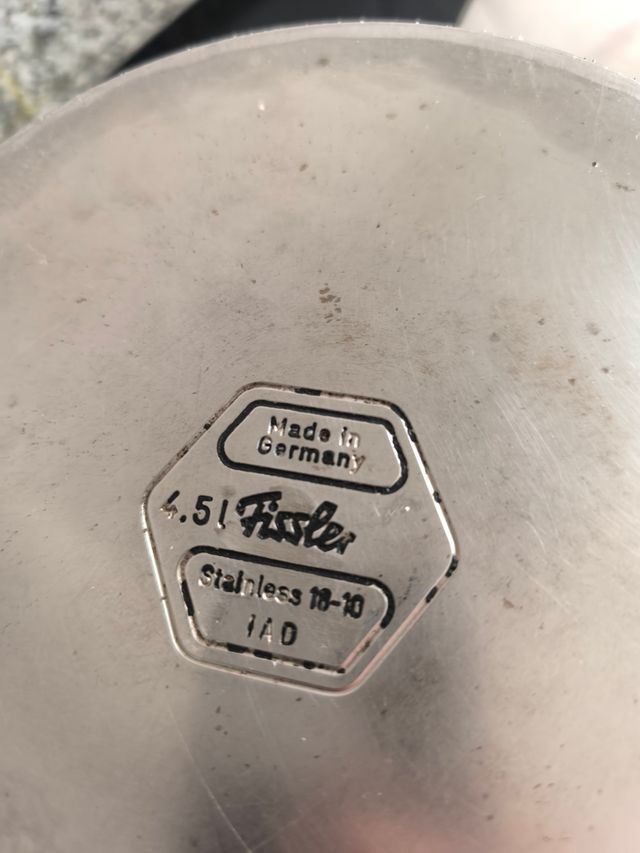 Made in
Germany
4.5l Fissler
Stainless 18-10
IAD